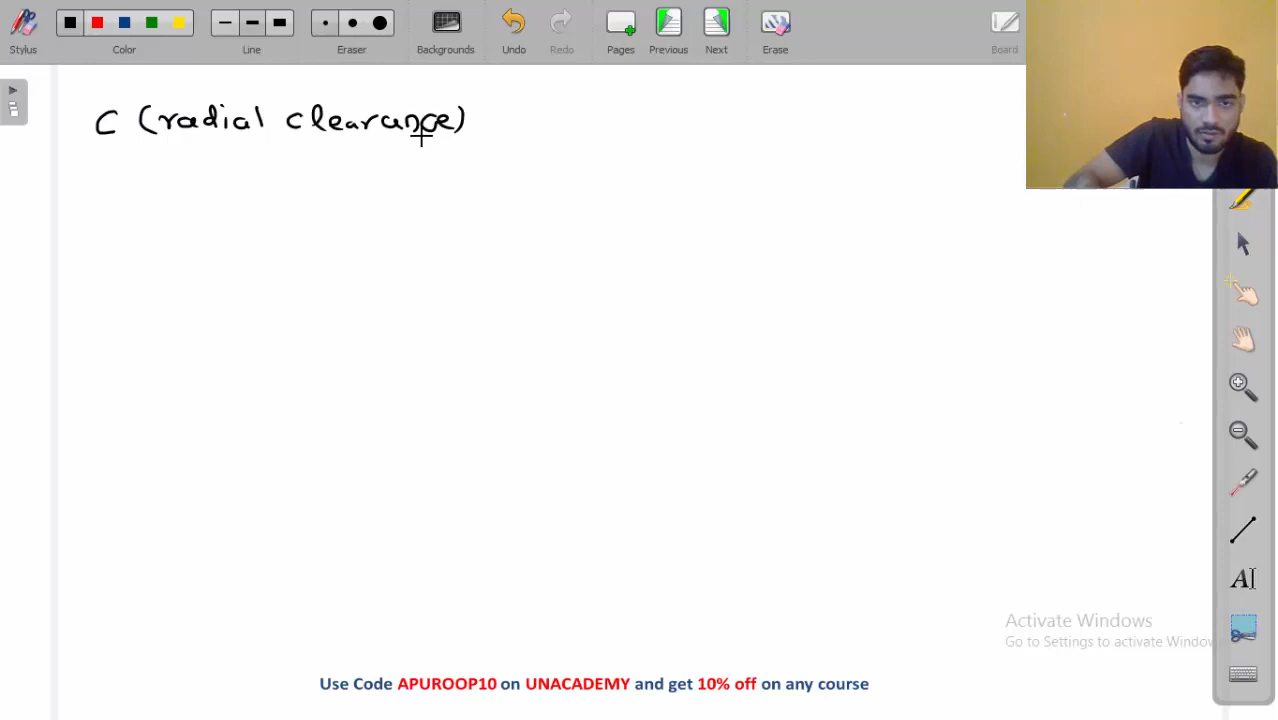 Stylus Color Line Eraser Backgrounds Undo Redo Pages Previous Next Erase Board
C (radial clearance)
A
Activate Windows
Go to Settings to activate Window
Use Code APUROOP10 on UNACADEMY and get 10% off on any course